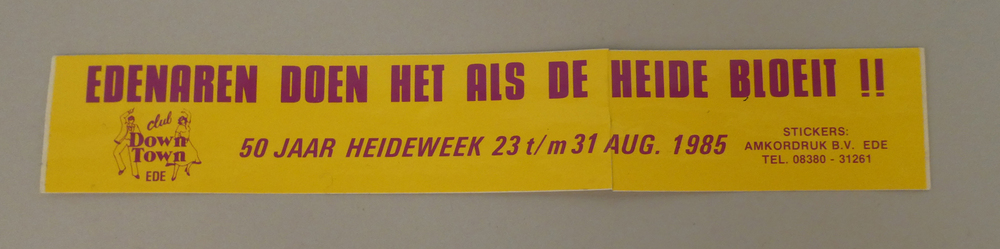 EDENAREN DOEN HET ALS DE HEIDE BLOEIT !!
club
Down
Town
EDE
50 JAAR HEIDEWEEK 23 t/m 31 AUG. 1985
STICKERS:
AMKORDRUK B.V. EDE
TEL. 08380 - 31261